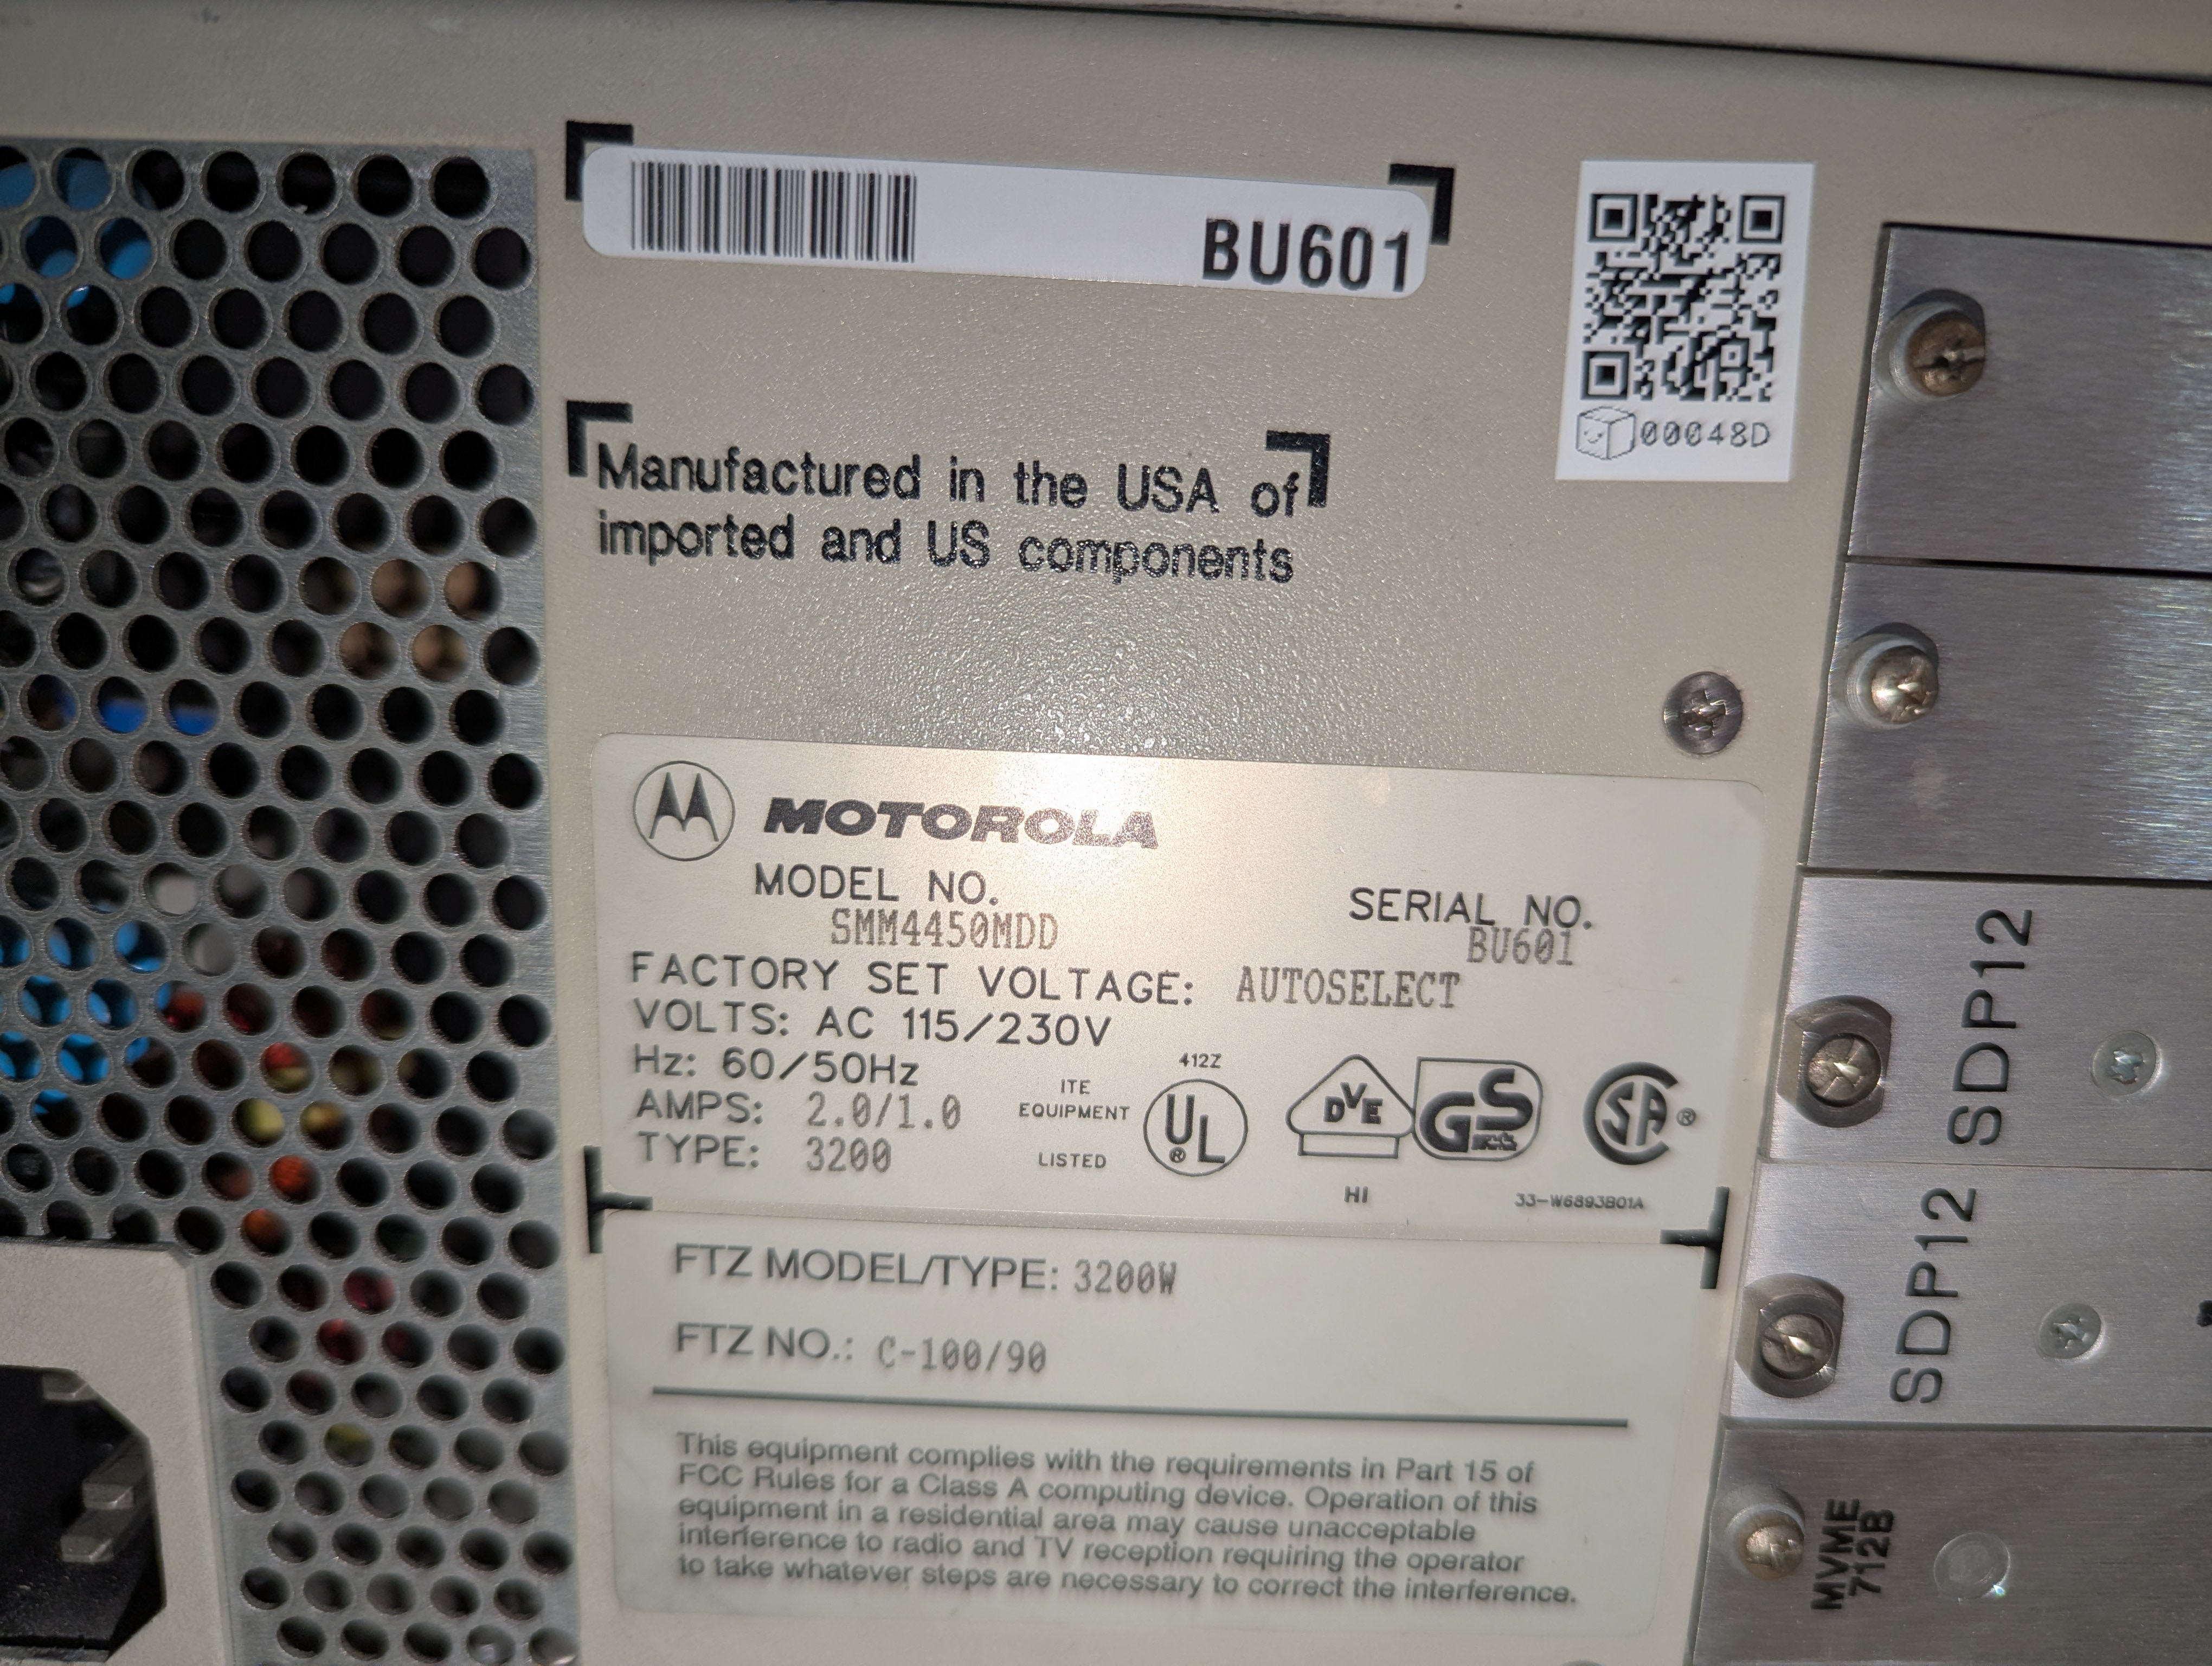 BU601
00048D
Manufactured in the USA of
imported and US components
MOTOROLA
MODEL NO.
SMM4450MDD
SERIAL NO.
BU601
FACTORY SET VOLTAGE: AUTOSELECT
VOLTS: AC 115/230V
Hz: 60/50Hz
AMPS: 2.0/1.0
TYPE: 3200
ITE
EQUIPMENT
LISTED
412Z
UL®
DVE
HI
GS
SA®
33-W6893B01A
FTZ MODEL/TYPE: 3200W
FTZ NO.: C-100/90
This equipment complies with the requirements in Part 15 of
FCC Rules for a Class A computing device. Operation of this
equipment in a residential area may cause unacceptable
interference to radio and TV reception requiring the operator
to take whatever steps are necessary to correct the interference.
SDP12
SDP12
MVME
712B